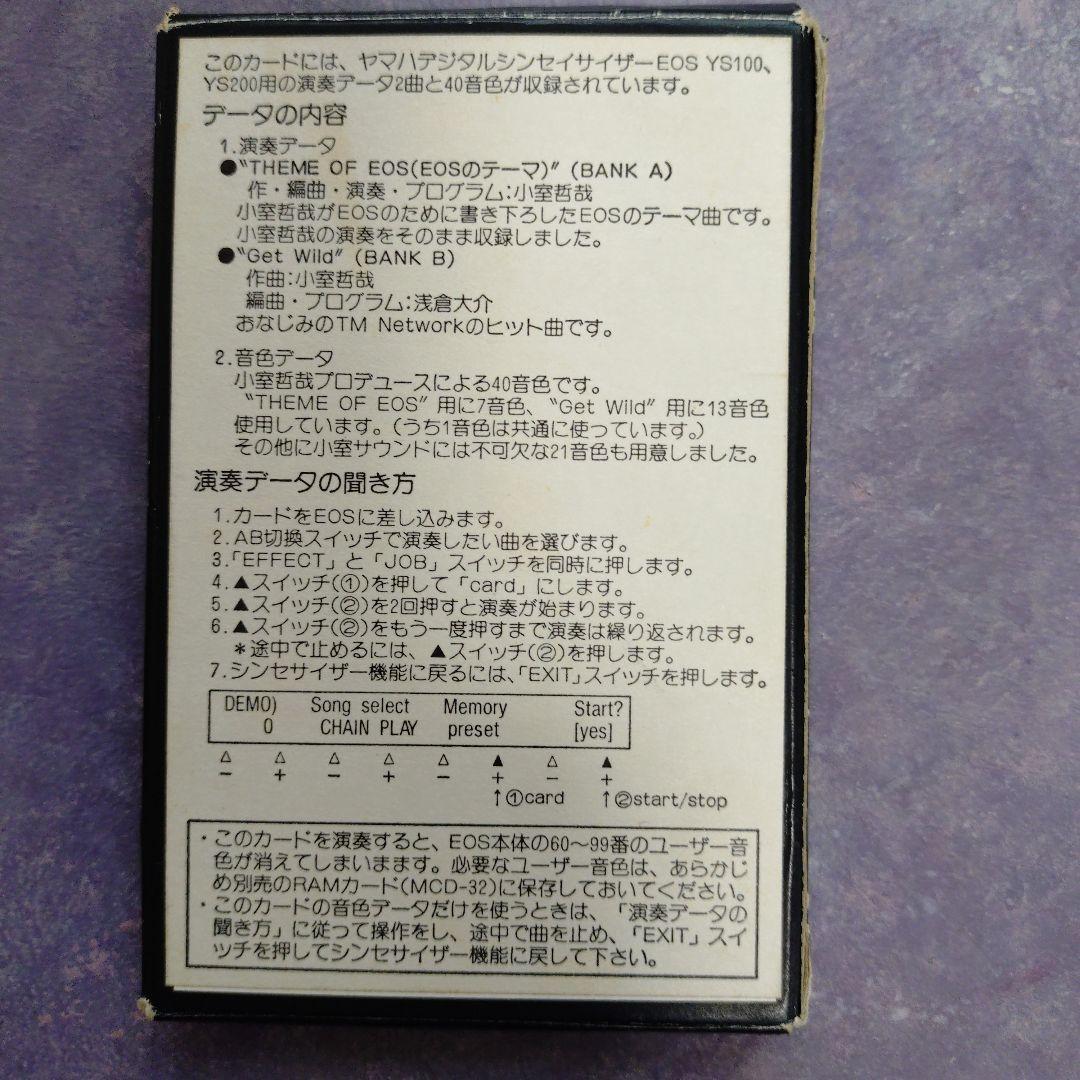 このカードには、ヤマハデジタルシンセイサイザーEOS YS100、
YS200用の演奏データ2曲と40音色が収録されています。
データの内容
1.演奏データ
●"THEME OF EOS(EOSのテーマ)" (BANK A)
作・編曲・演奏・プログラム:小室哲哉
小室哲哉がEOSのために書き下ろしたEOSのテーマ曲です。
小室哲哉の演奏をそのまま収録しました。
●"Get Wild" (BANK B)
作曲:小室哲哉
編曲・プログラム:浅倉大介
おなじみのTM Networkのヒット曲です。
2.音色データ
小室哲哉プロデュースによる40音色です。
"THEME OF EOS" 用に7音色、"Get Wild" 用に13音色
使用しています。(うち1音色は共通に使っています。)
その他に小室サウンドには不可欠な21音色も用意しました。
演奏データの聞き方
1.カードをEOSに差し込みます。
2.AB切換スイッチで演奏したい曲を選びます。
3.「EFFECT」と「JOB」スイッチを同時に押します。
4.▲スイッチ(①)を押して「card」にします。
5.▲スイッチ(②)を2回押すと演奏が始まります。
6.▲スイッチ(②)をもう一度押すまで演奏は繰り返されます。
*途中で止めるには、▲スイッチ(②)を押します。
7.シンセサイザー機能に戻るには、「EXIT」スイッチを押します。
DEMO) Song select Memory Start?
0 CHAIN PLAY preset [yes]
△ △ △ △ △ ▲ △ ▲
− + − + − + − +
↑①card ↑②start/stop
・このカードを演奏すると、EOS本体の60〜99番のユーザー音
色が消えてしまいまます。必要なユーザー音色は、あらかじ
め別売のRAMカード(MCD-32)に保存しておいてください。
・このカードの音色データだけを使うときは、「演奏データの
聞き方」に従って操作をし、途中で曲を止め、「EXIT」スイ
ッチを押してシンセサイザー機能に戻して下さい。